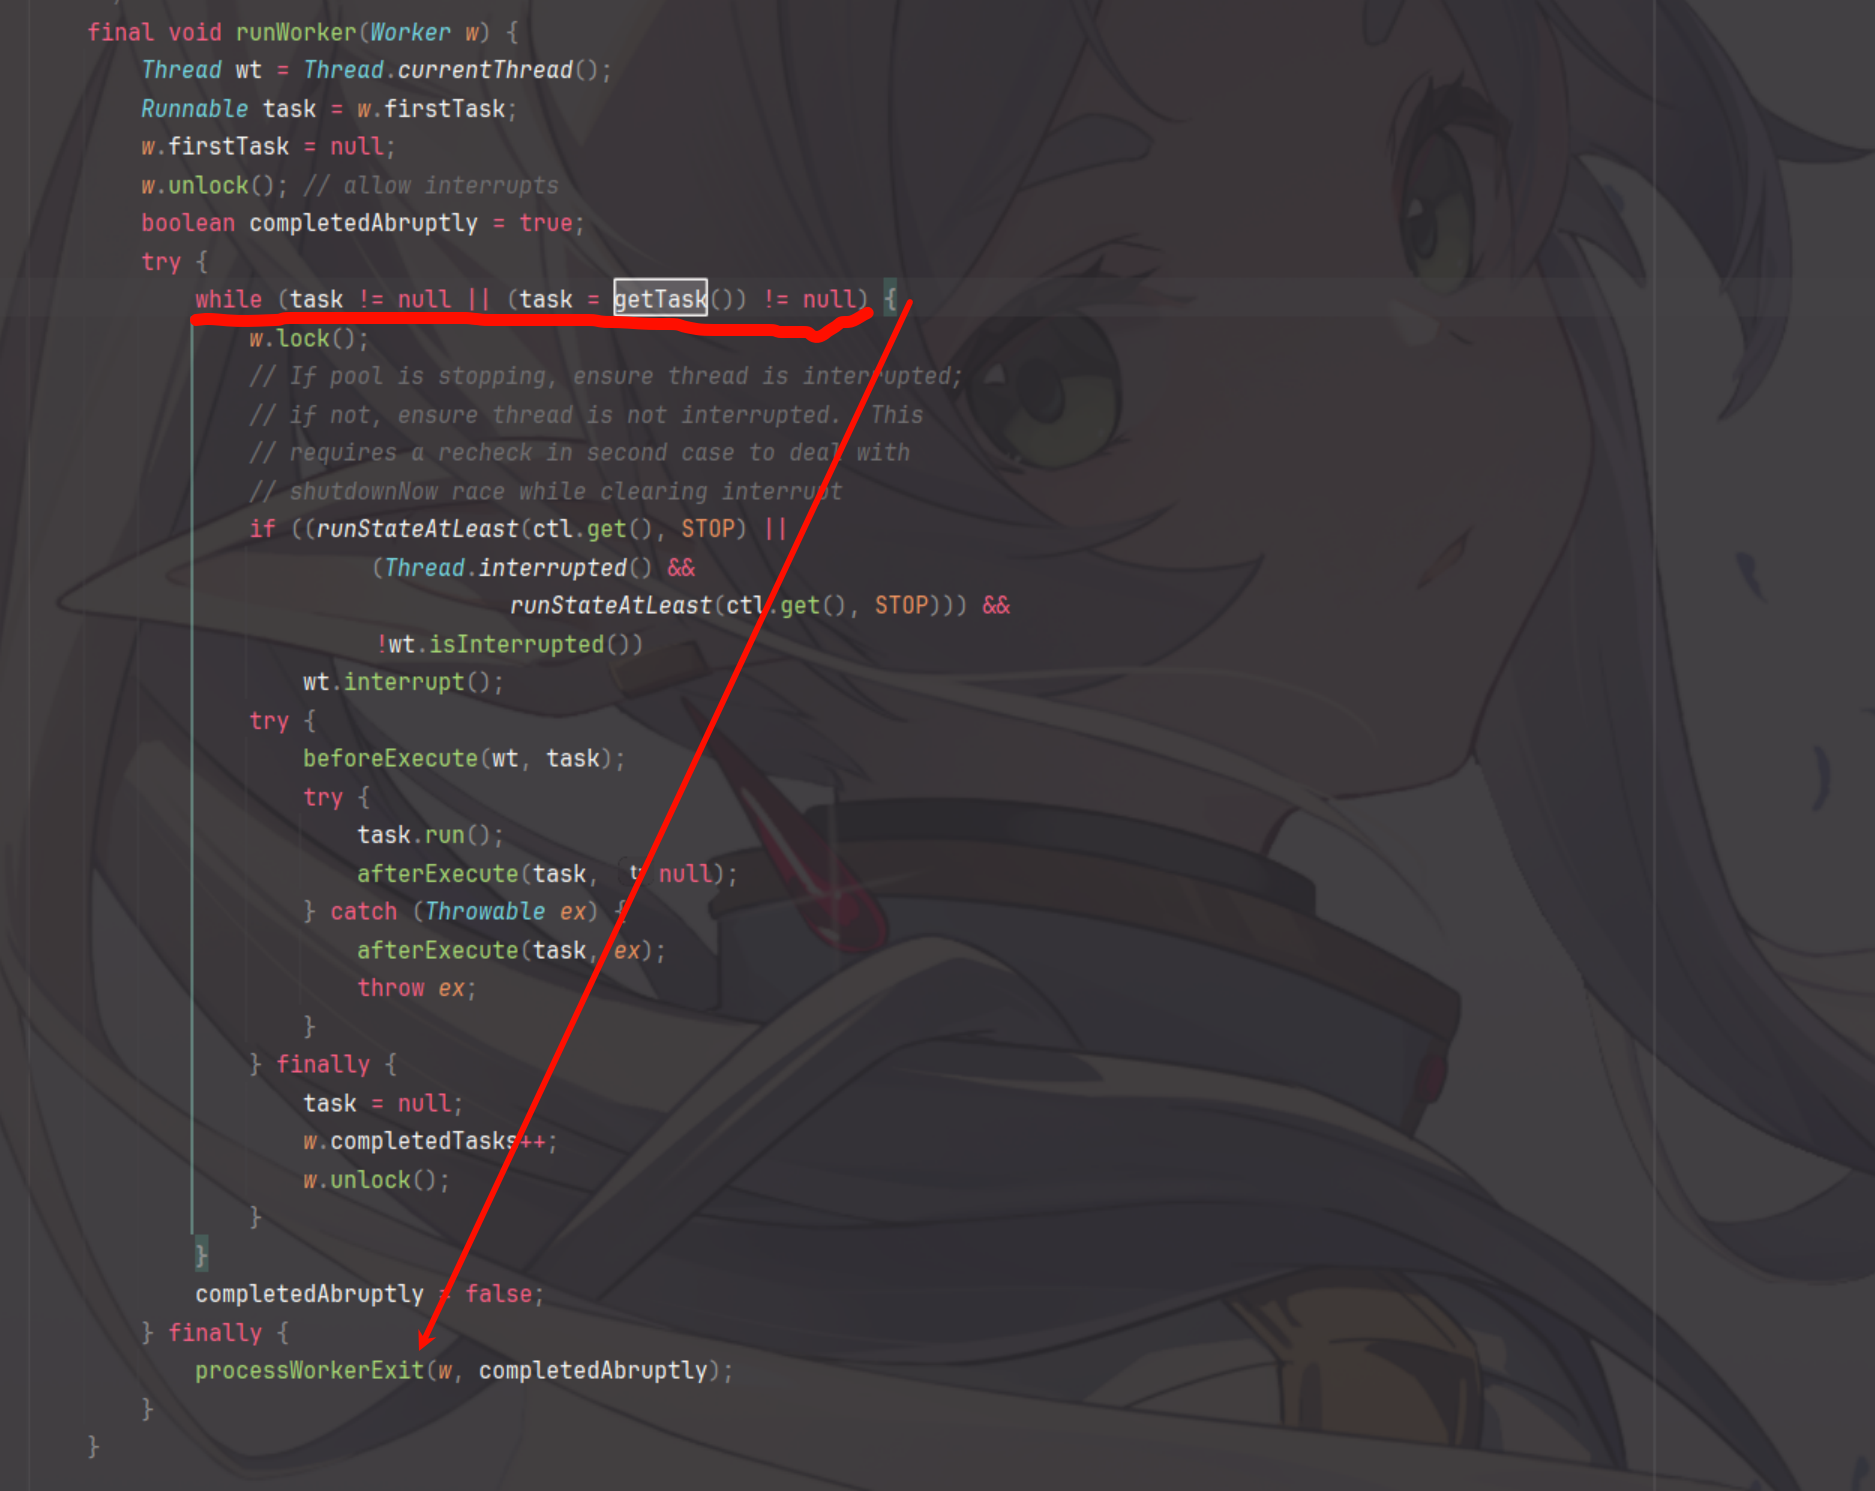 final void runWorker(Worker w) {
    Thread wt = Thread.currentThread();
    Runnable task = w.firstTask;
    w.firstTask = null;
    w.unlock(); // allow interrupts
    boolean completedAbruptly = true;
    try {
        while (task != null || (task = getTask()) != null) {
            w.lock();
            // If pool is stopping, ensure thread is interrupted;
            // if not, ensure thread is not interrupted.  This
            // requires a recheck in second case to deal with
            // shutdownNow race while clearing interrupt
            if ((runStateAtLeast(ctl.get(), STOP) ||
                     (Thread.interrupted() &&
                               runStateAtLeast(ctl.get(), STOP))) &&
                     !wt.isInterrupted())
                wt.interrupt();
            try {
                beforeExecute(wt, task);
                try {
                    task.run();
                    afterExecute(task, t: null);
                } catch (Throwable ex) {
                    afterExecute(task, ex);
                    throw ex;
                }
            } finally {
                task = null;
                w.completedTasks++;
                w.unlock();
            }
        }
        completedAbruptly = false;
    } finally {
        processWorkerExit(w, completedAbruptly);
    }
}